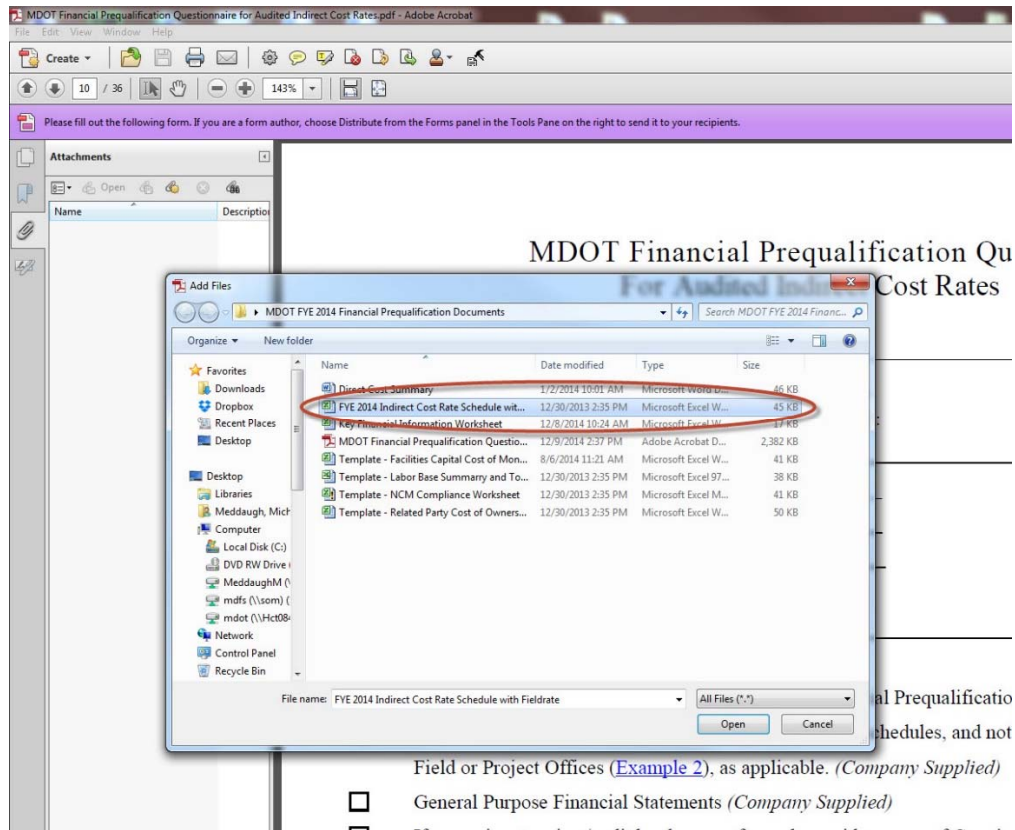 MDOT Financial Prequalification Questionnaire for Audited Indirect Cost Rates.pdf - Adobe Acrobat
File Edit View Window Help
Create
10 / 36 143%
Please fill out the following form. If you are a form author, choose Distribute from the Forms panel in the Tools Pane on the right to send it to your recipients.
Attachments
Open
Name Description
MDOT Financial Prequalification Qu
For Audited Indirect Cost Rates
Add Files
MDOT FYE 2014 Financial Prequalification Documents Search MDOT FYE 2014 Financ...
Organize New folder
Name Date modified Type Size
Favorites
Downloads
Dropbox
Recent Places
Desktop
Desktop
Libraries
Meddaugh, Mich
Computer
Local Disk (C:)
DVD RW Drive (
MeddaughM (\
mdfs (\\som) (
mdot (\\Hct084
Network
Control Panel
Recycle Bin
Direct Cost Summary 1/2/2014 10:01 AM Microsoft Word D... 46 KB
FYE 2014 Indirect Cost Rate Schedule wit... 12/30/2013 2:35 PM Microsoft Excel W... 45 KB
Key Financial Information Worksheet 12/8/2014 10:24 AM Microsoft Excel W... 17 KB
MDOT Financial Prequalification Questio... 12/9/2014 2:37 PM Adobe Acrobat D... 2,382 KB
Template - Facilities Capital Cost of Mon... 8/6/2014 11:21 AM Microsoft Excel W... 41 KB
Template - Labor Base Summarry and To... 12/30/2013 2:35 PM Microsoft Excel 97... 38 KB
Template - NCM Compliance Worksheet 12/30/2013 2:35 PM Microsoft Excel M... 41 KB
Template - Related Party Cost of Owners... 12/30/2013 2:35 PM Microsoft Excel W... 50 KB
File name: FYE 2014 Indirect Cost Rate Schedule with Fieldrate All Files (*.*)
Open Cancel
al Prequalificatio
chedules, and not
Field or Project Offices (Example 2), as applicable. (Company Supplied)
General Purpose Financial Statements (Company Supplied)